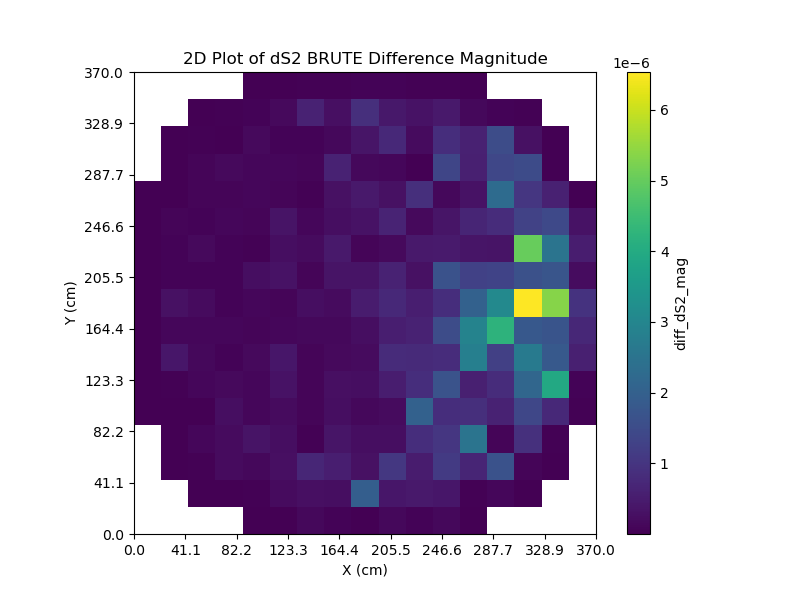 2D Plot of dS2 BRUTE Difference Magnitude
1e−6
370.0
328.9
287.7
246.6
205.5
164.4
123.3
82.2
41.1
0.0
Y (cm)
0.0 41.1 82.2 123.3 164.4 205.5 246.6 287.7 328.9 370.0
X (cm)
6
5
4
3
2
1
diff_dS2_mag